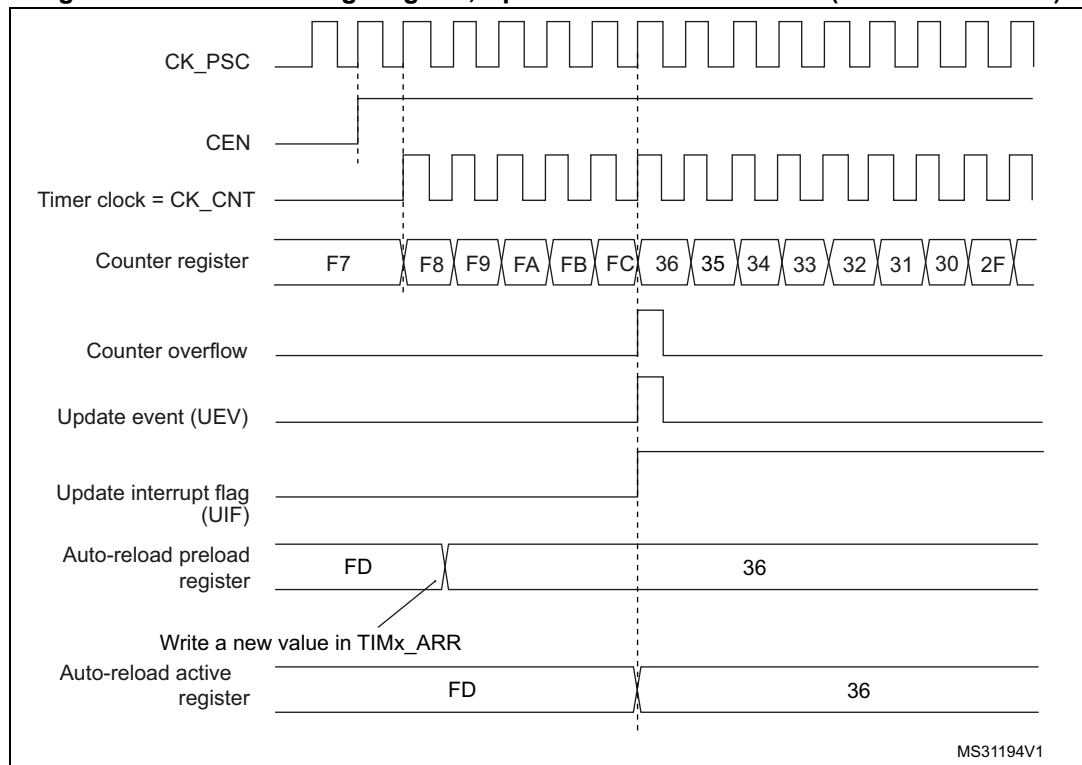 CK_PSC
CEN
Timer clock = CK_CNT
Counter register
F7 F8 F9 FA FB FC 36 35 34 33 32 31 30 2F
Counter overflow
Update event (UEV)
Update interrupt flag
(UIF)
Auto-reload preload
register
FD 36
Write a new value in TIMx_ARR
Auto-reload active
register
FD 36
MS31194V1